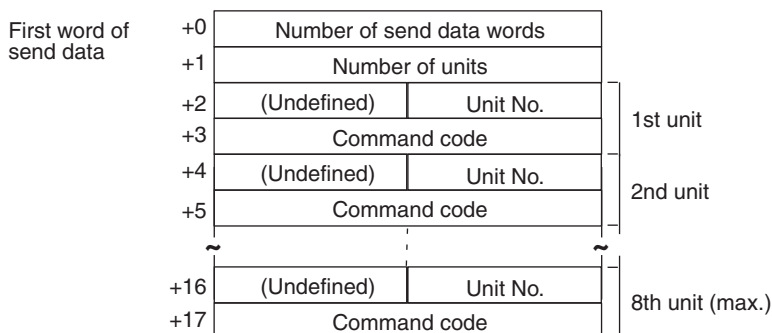 First word of
send data
+0 Number of send data words
+1 Number of units
+2 (Undefined) Unit No.
+3 Command code
1st unit
+4 (Undefined) Unit No.
+5 Command code
2nd unit
~ ~
+16 (Undefined) Unit No.
+17 Command code
8th unit (max.)